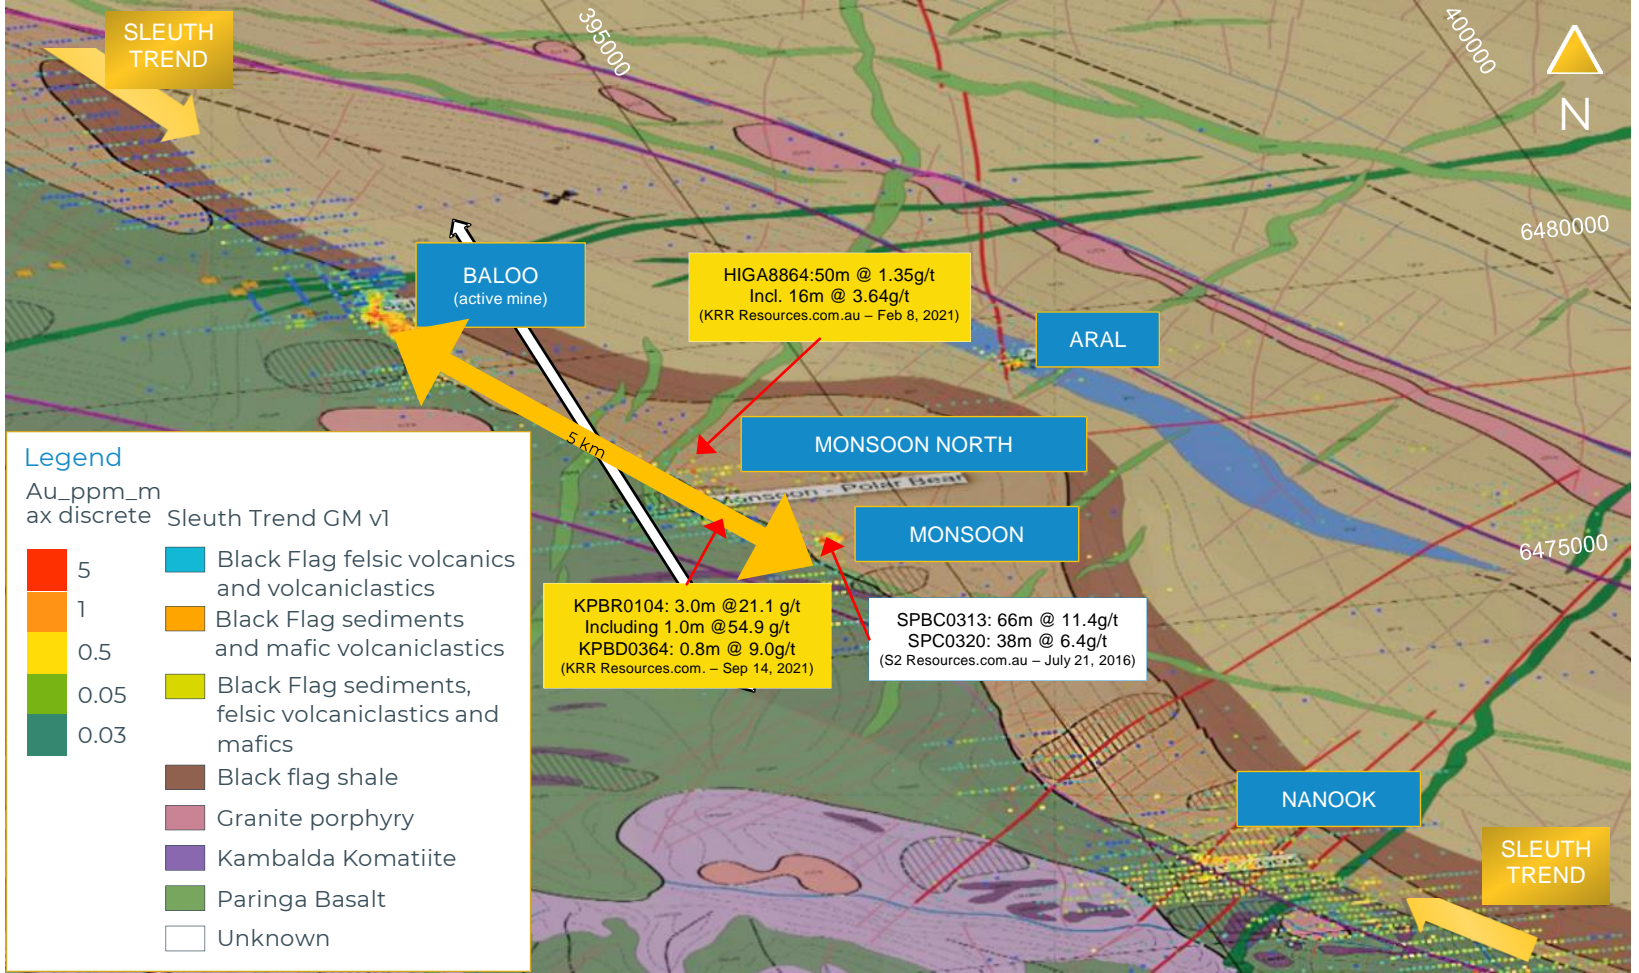 SLEUTH
TREND
395000
400000
N
6480000
BALOO
(active mine)
HIGA8864:50m @ 1.35g/t
Incl. 16m @ 3.64g/t
(KRR Resources.com.au – Feb 8, 2021)
ARAL
5 km
MONSOON NORTH
Monsoon - Polar Bear
MONSOON
6475000
KPBR0104: 3.0m @21.1 g/t
Including 1.0m @54.9 g/t
KPBD0364: 0.8m @ 9.0g/t
(KRR Resources.com. – Sep 14, 2021)
SPBC0313: 66m @ 11.4g/t
SPC0320: 38m @ 6.4g/t
(S2 Resources.com.au – July 21, 2016)
NANOOK
SLEUTH
TREND
Legend
Au_ppm_m
ax discrete
5
1
0.5
0.05
0.03
Sleuth Trend GM v1
Black Flag felsic volcanics
and volcaniclastics
Black Flag sediments
and mafic volcaniclastics
Black Flag sediments,
felsic volcaniclastics and
mafics
Black flag shale
Granite porphyry
Kambalda Komatiite
Paringa Basalt
Unknown